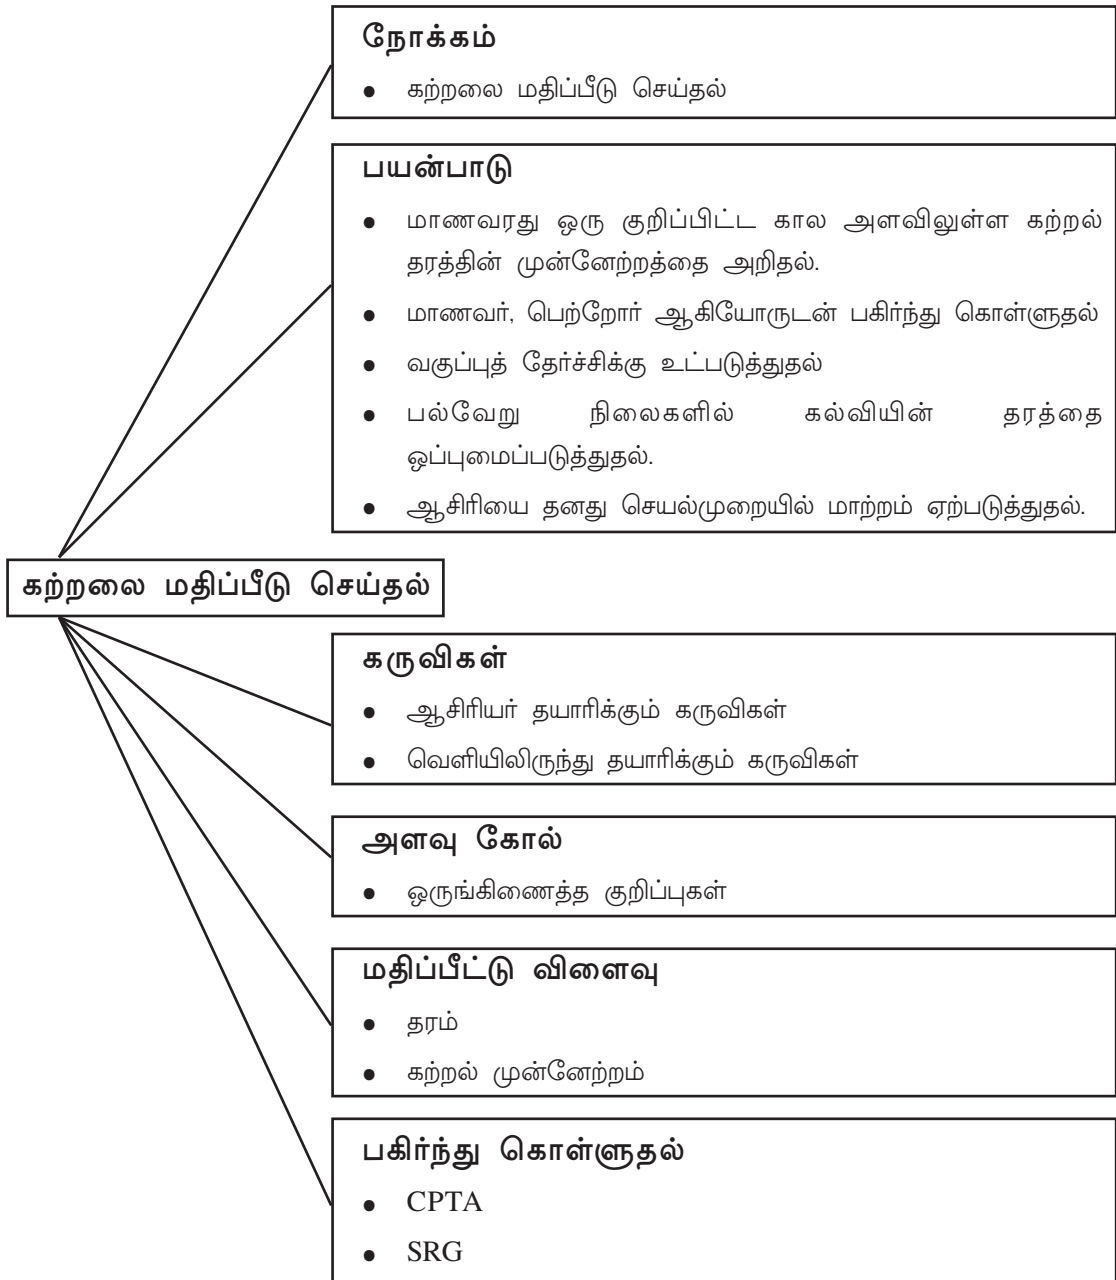 நோக்கம்
● கற்றலை மதிப்பீடு செய்தல்
பயன்பாடு
● மாணவரது ஒரு குறிப்பிட்ட கால அளவிலுள்ள கற்றல்
தரத்தின் முன்னேற்றத்தை அறிதல்.
● மாணவர், பெற்றோர் ஆகியோருடன் பகிர்ந்து கொள்ளுதல்
● வகுப்புத் தேர்ச்சிக்கு உட்படுத்துதல்
● பல்வேறு நிலைகளில் கல்வியின் தரத்தை
ஒப்புமைப்படுத்துதல்.
● ஆசிரியை தனது செயல்முறையில் மாற்றம் ஏற்படுத்துதல்.
கற்றலை மதிப்பீடு செய்தல்
கருவிகள்
● ஆசிரியர் தயாரிக்கும் கருவிகள்
● வெளியிலிருந்து தயாரிக்கும் கருவிகள்
அளவு கோல்
● ஒருங்கிணைத்த குறிப்புகள்
மதிப்பீட்டு விளைவு
● தரம்
● கற்றல் முன்னேற்றம்
பகிர்ந்து கொள்ளுதல்
● CPTA
● SRG